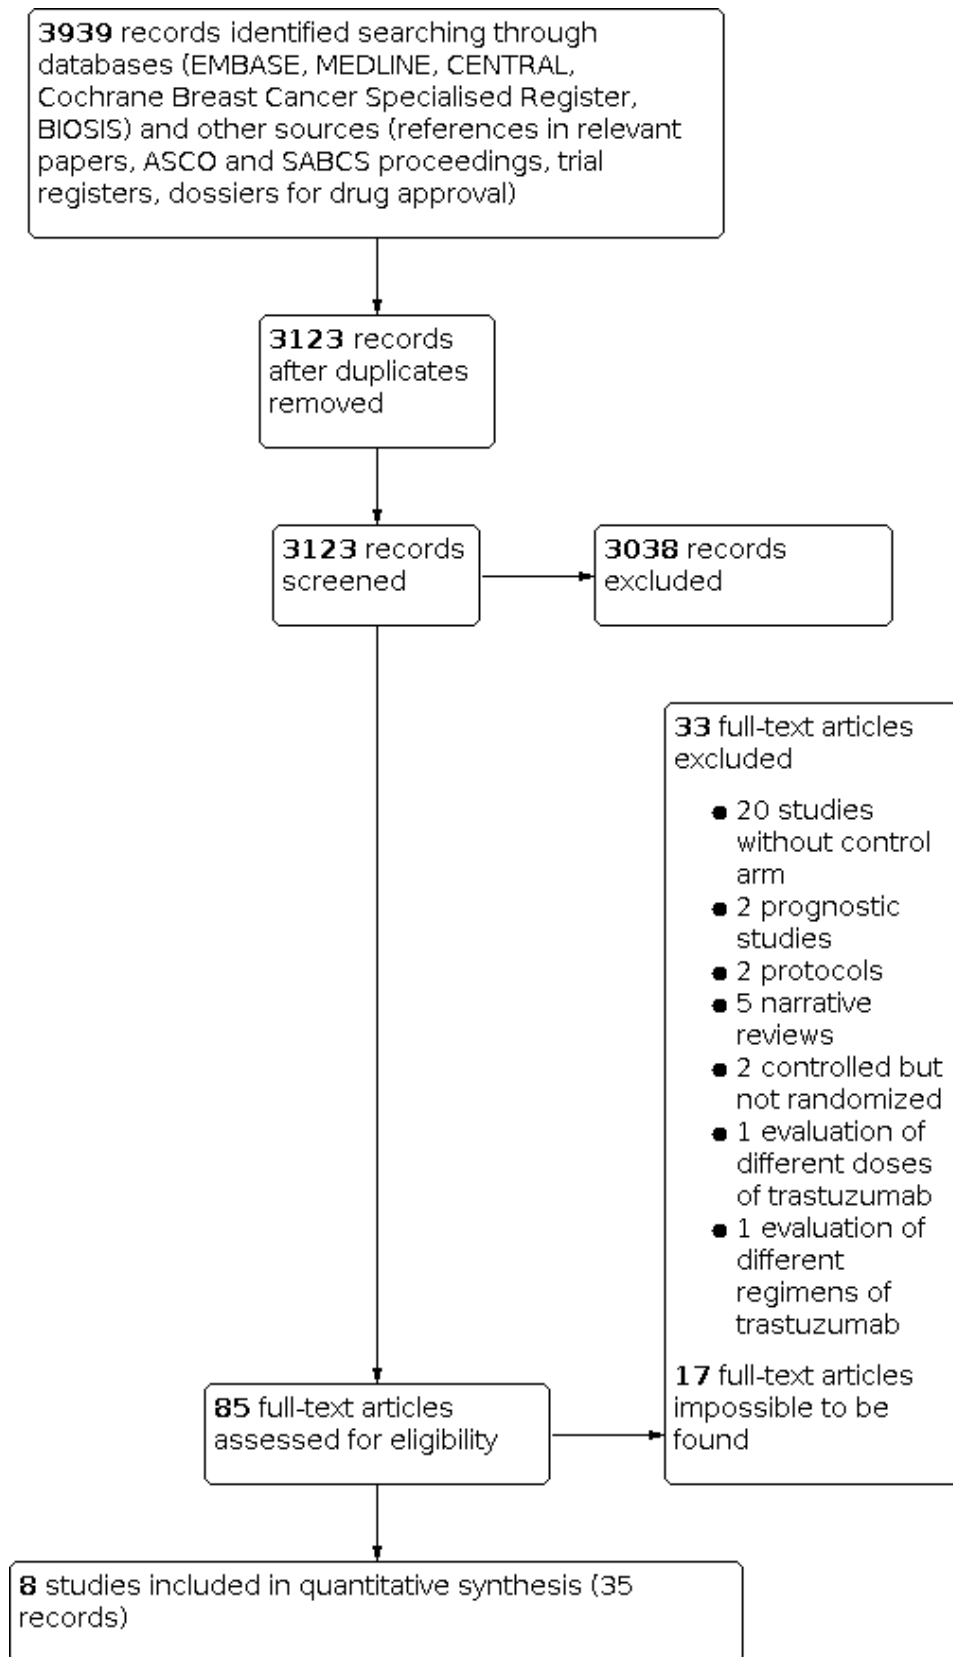 3939 records identified searching through
databases (EMBASE, MEDLINE, CENTRAL,
Cochrane Breast Cancer Specialised Register,
BIOSIS) and other sources (references in relevant
papers, ASCO and SABCS proceedings, trial
registers, dossiers for drug approval)
3123 records
after duplicates
removed
3123 records
screened
3038 records
excluded
33 full-text articles
excluded
● 20 studies
without control
arm
● 2 prognostic
studies
● 2 protocols
● 5 narrative
reviews
● 2 controlled but
not randomized
● 1 evaluation of
different doses
of trastuzumab
● 1 evaluation of
different
regimens of
trastuzumab
17 full-text articles
impossible to be
found
85 full-text articles
assessed for eligibility
8 studies included in quantitative synthesis (35
records)